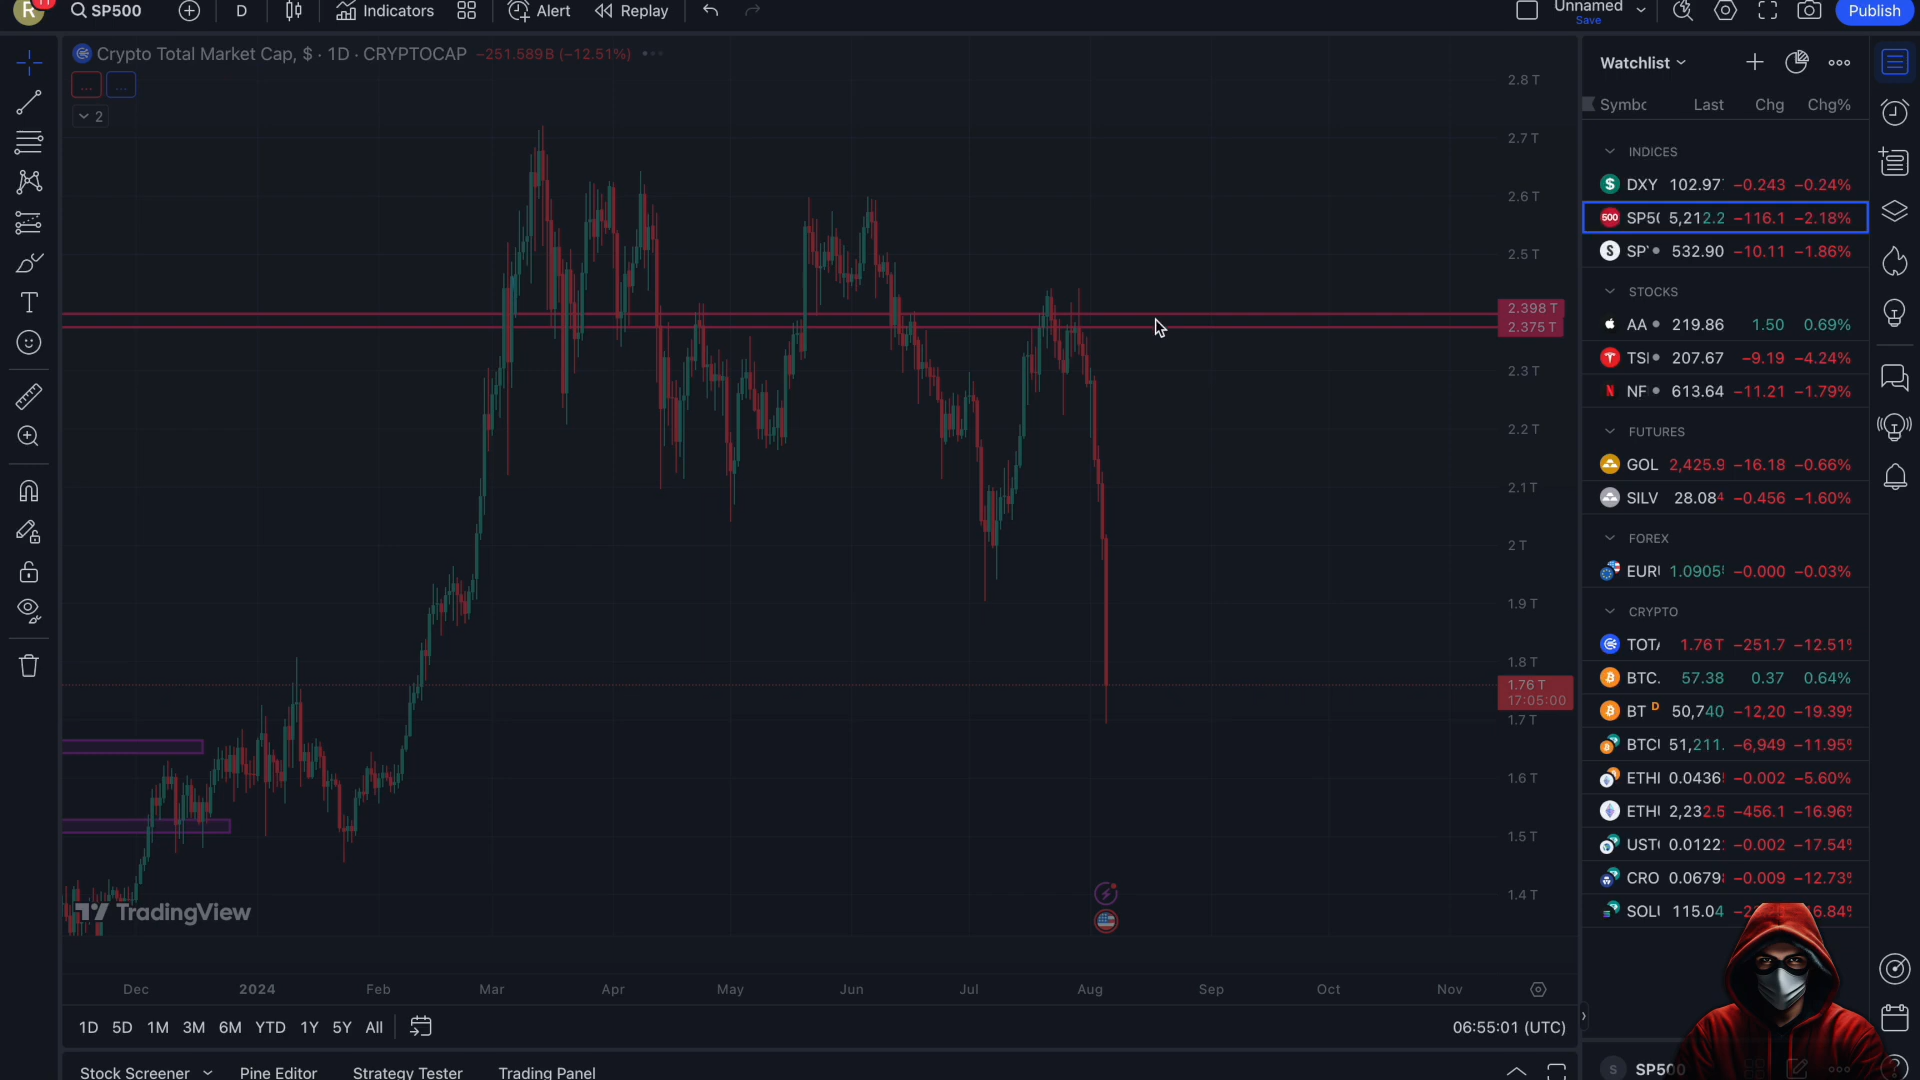 R 11 SP500 D Indicators Alert Replay Unnamed Save Publish
Crypto Total Market Cap, $ · 1D · CRYPTOCAP −251.589B (−12.51%)
... ...
2
2.8 T
2.7 T
2.6 T
2.5 T
2.398 T
2.375 T
2.3 T
2.2 T
2.1 T
2 T
1.9 T
1.8 T
1.76 T
17:05:00
1.7 T
1.6 T
1.5 T
1.4 T
TradingView
Dec 2024 Feb Mar Apr May Jun Jul Aug Sep Oct Nov
1D 5D 1M 3M 6M YTD 1Y 5Y All 06:55:01 (UTC)
Stock Screener Pine Editor Strategy Tester Trading Panel
Watchlist
Symbc Last Chg Chg%
INDICES
DXY 102.97 −0.243 −0.24%
500 SP5 5,212.2 −116.1 −2.18%
S SP 532.90 −10.11 −1.86%
STOCKS
AA 219.86 1.50 0.69%
TSI 207.67 −9.19 −4.24%
NF 613.64 −11.21 −1.79%
FUTURES
GOL 2,425.9 −16.18 −0.66%
SILV 28.084 −0.456 −1.60%
FOREX
EUR 1.0905 −0.000 −0.03%
CRYPTO
TOT 1.76 T −251.7 −12.51%
BTC. 57.38 0.37 0.64%
BT D 50,740 −12,20 −19.39%
BTC 51,211. −6,949 −11.95%
ETH 0.0436 −0.002 −5.60%
ETH 2,232.5 −456.1 −16.96%
UST 0.0122 −0.002 −17.54%
CRO 0.0679 −0.009 −12.73%
SOL 115.04 6.84%
S SP500